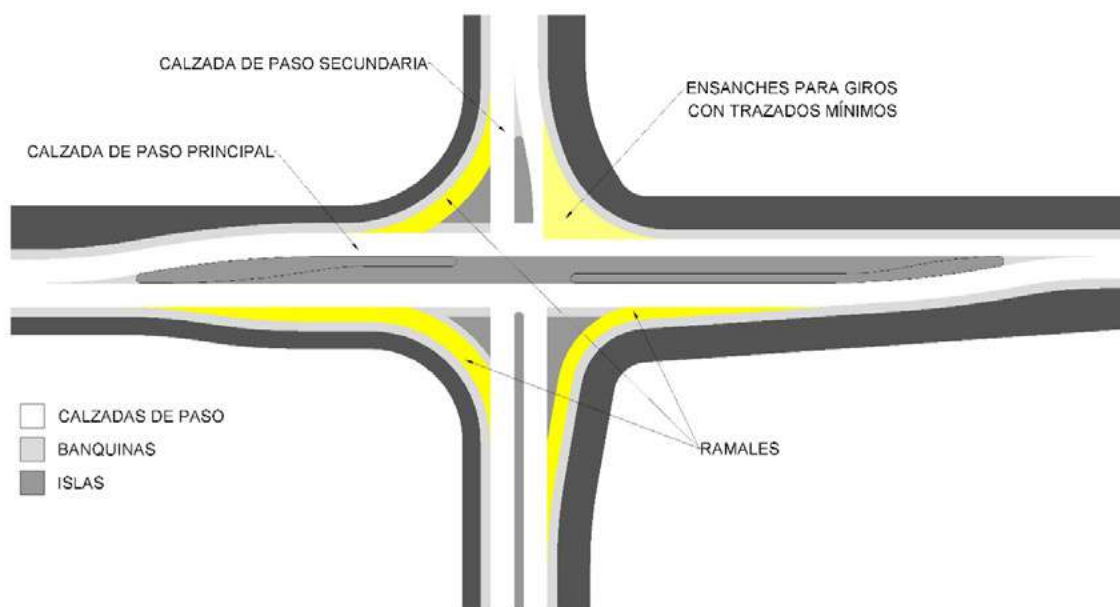 CALZADA DE PASO SECUNDARIA
ENSANCHES PARA GIROS
CON TRAZADOS MÍNIMOS
CALZADA DE PASO PRINCIPAL
CALZADAS DE PASO
BANQUINAS
ISLAS
RAMALES